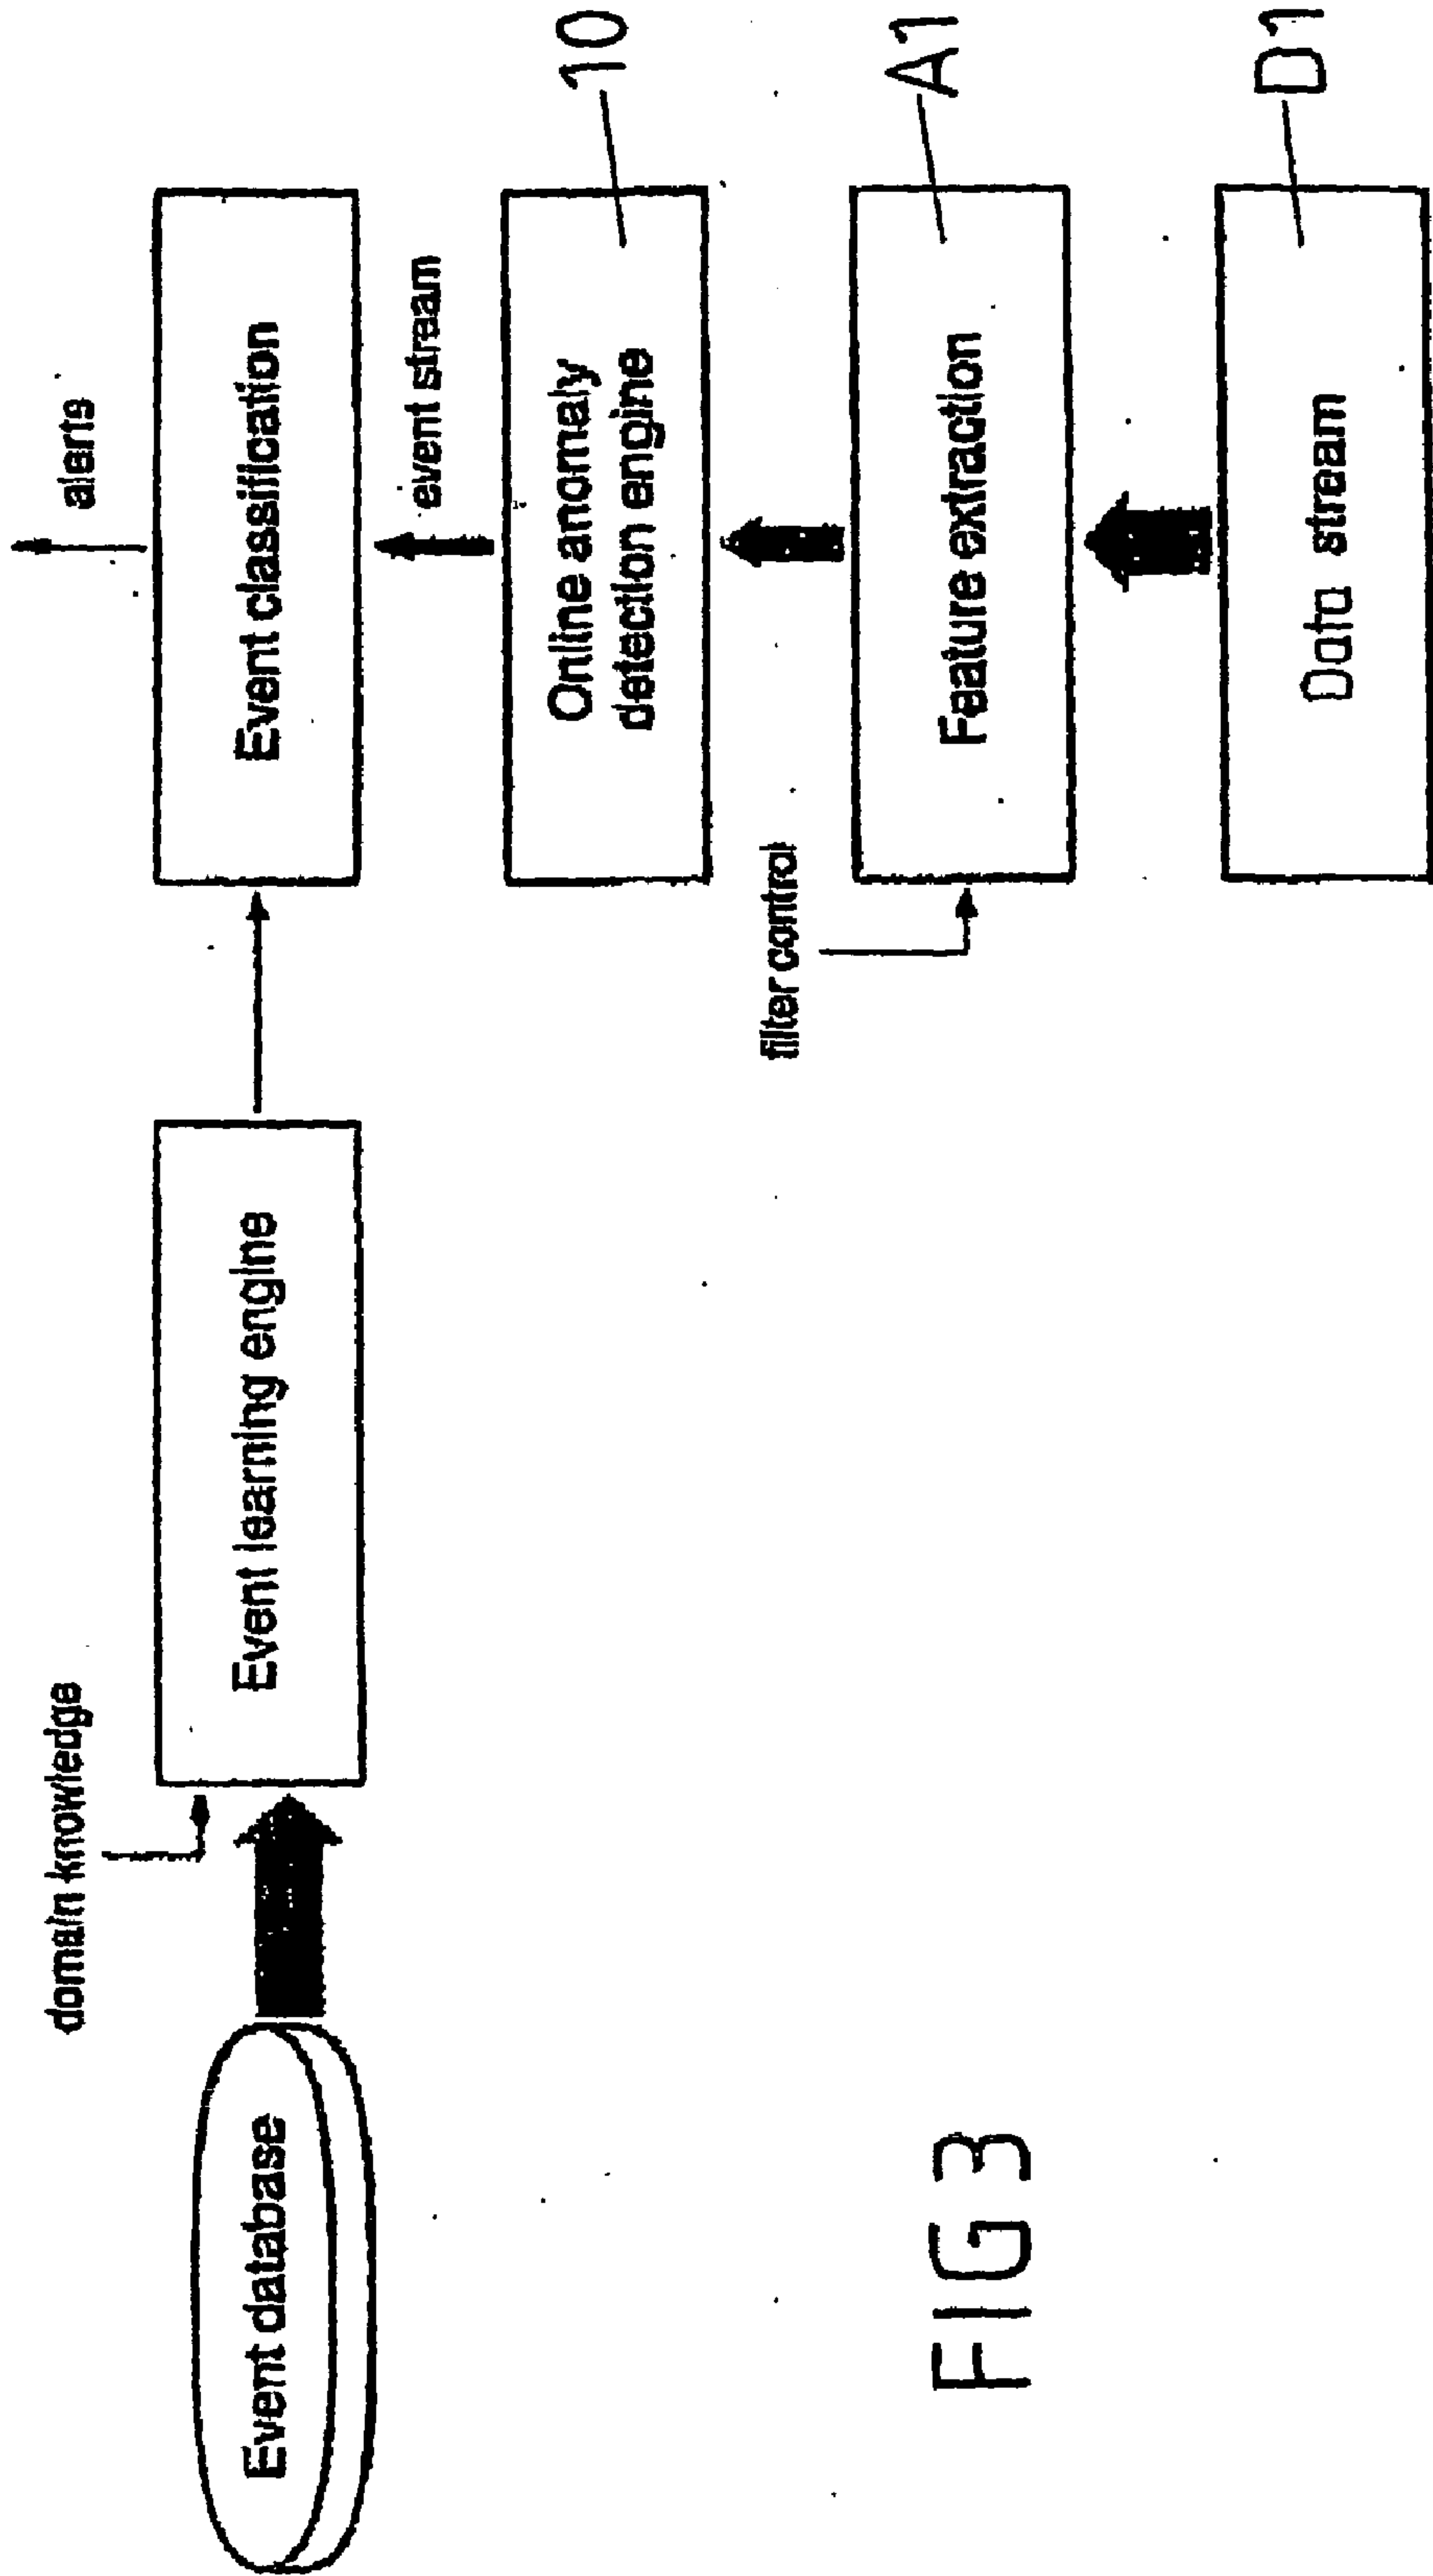 alerts
Event classification
event stream
Online anomaly
detection engine
10
filter control
Feature extraction
A1
Data stream
D1
domain knowledge
Event learning engine
Event database
FIG 3